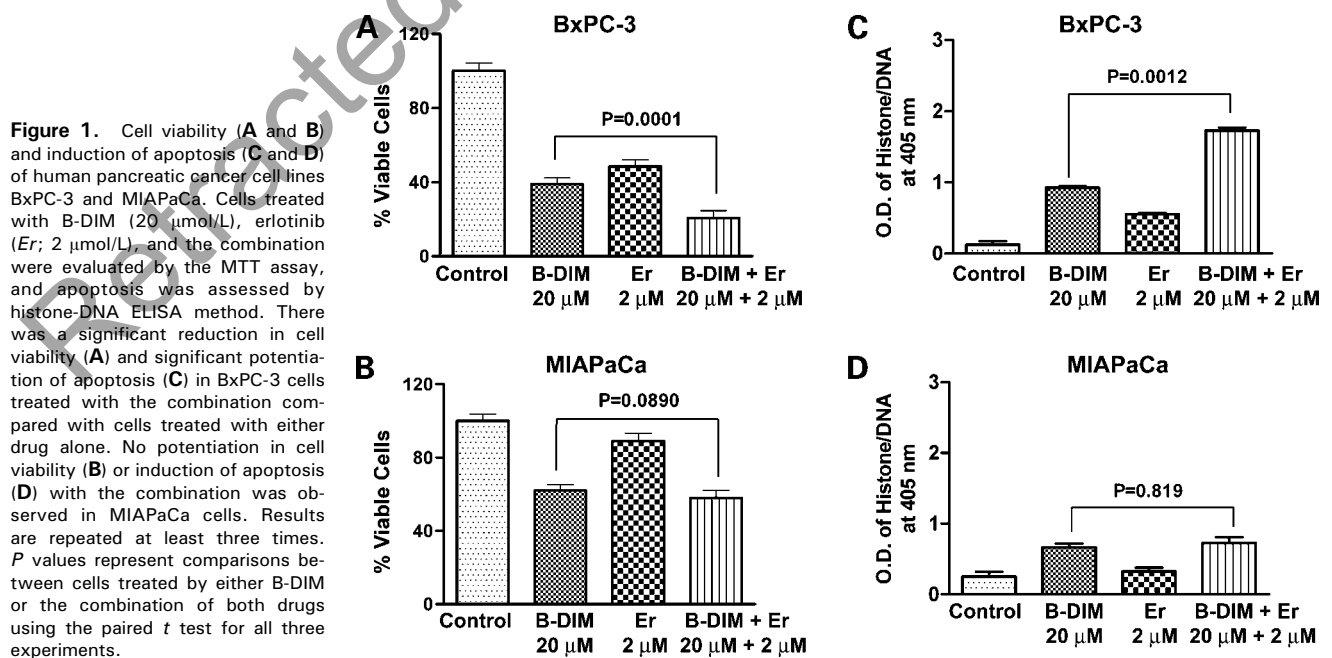 Retracted
Figure 1. Cell viability (A and B)
and induction of apoptosis (C and D)
of human pancreatic cancer cell lines
BxPC-3 and MIAPaCa. Cells treated
with B-DIM (20 μmol/L), erlotinib
(Er; 2 μmol/L), and the combination
were evaluated by the MTT assay,
and apoptosis was assessed by
histone-DNA ELISA method. There
was a significant reduction in cell
viability (A) and significant potentia-
tion of apoptosis (C) in BxPC-3 cells
treated with the combination com-
pared with cells treated with either
drug alone. No potentiation in cell
viability (B) or induction of apoptosis
(D) with the combination was ob-
served in MIAPaCa cells. Results
are repeated at least three times.
P values represent comparisons be-
tween cells treated by either B-DIM
or the combination of both drugs
using the paired t test for all three
experiments.
A
BxPC-3
% Viable Cells
120
80
40
0
P=0.0001
Control B-DIM Er B-DIM + Er
20 μM 2 μM 20 μM + 2 μM
B
MIAPaCa
% Viable Cells
120
80
40
0
P=0.0890
Control B-DIM Er B-DIM + Er
20 μM 2 μM 20 μM + 2 μM
C
BxPC-3
O.D. of Histone/DNA
at 405 nm
3
2
1
0
P=0.0012
Control B-DIM Er B-DIM + Er
20 μM 2 μM 20 μM + 2 μM
D
MIAPaCa
O.D. of Histone/DNA
at 405 nm
3
2
1
0
P=0.819
Control B-DIM Er B-DIM + Er
20 μM 2 μM 20 μM + 2 μM